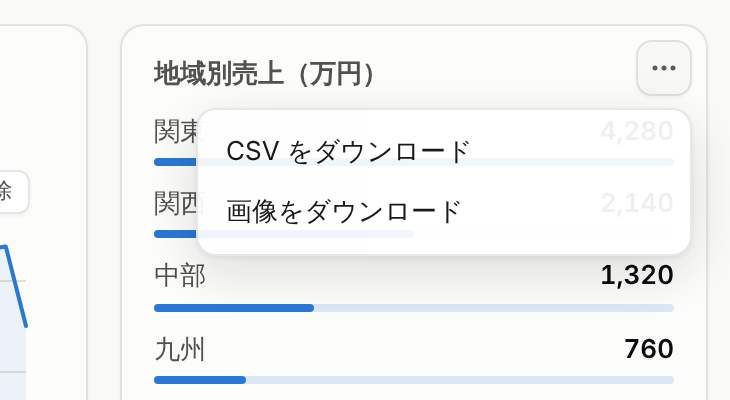 地域別売上（万円）
関東 4,280
CSV をダウンロード
関西 2,140
画像をダウンロード
中部 1,320
九州 760
除